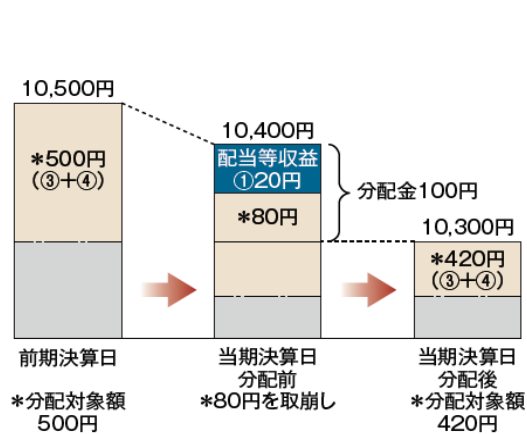 10,500円
*500円
(③+④)
10,400円
配当等収益
①20円
*80円
分配金100円
10,300円
*420円
(③+④)
前期決算日
*分配対象額
500円
当期決算日
分配前
*80円を取崩し
当期決算日
分配後
*分配対象額
420円